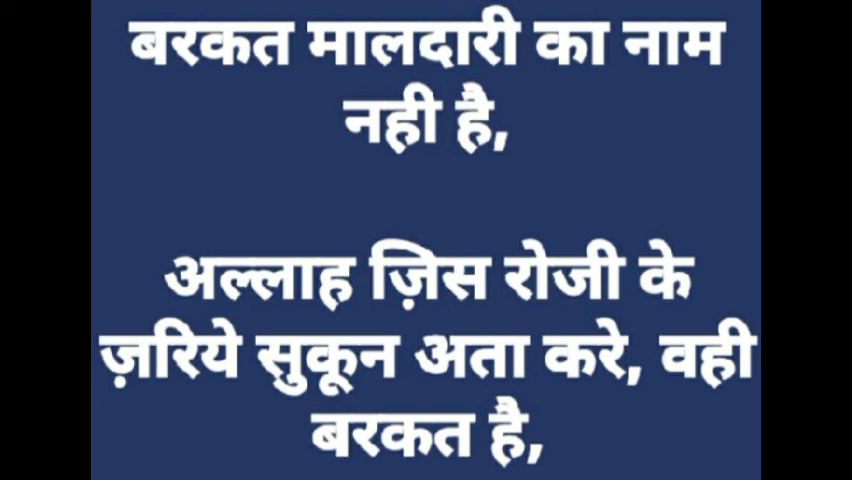 बरकत मालदारी का नाम
नही है,
अल्लाह ज़िस रोजी के
ज़रिये सुकून अता करे, वही
बरकत है,